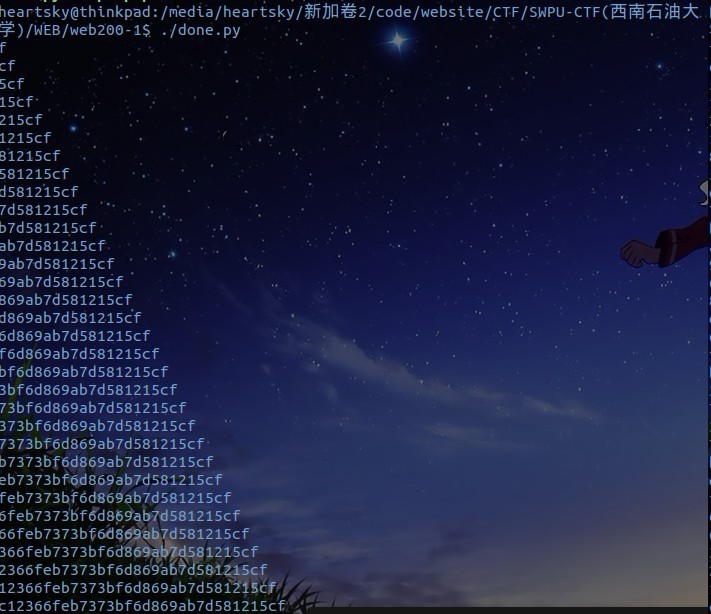 heartsky@thinkpad:/media/heartsky/新加卷2/code/website/CTF/SWPU-CTF(西南石油大
学)/WEB/web200-1$ ./done.py
f
cf
5cf
15cf
215cf
1215cf
81215cf
581215cf
d581215cf
7d581215cf
b7d581215cf
ab7d581215cf
9ab7d581215cf
69ab7d581215cf
869ab7d581215cf
d869ab7d581215cf
6d869ab7d581215cf
f6d869ab7d581215cf
bf6d869ab7d581215cf
3bf6d869ab7d581215cf
73bf6d869ab7d581215cf
373bf6d869ab7d581215cf
7373bf6d869ab7d581215cf
b7373bf6d869ab7d581215cf
eb7373bf6d869ab7d581215cf
feb7373bf6d869ab7d581215cf
6feb7373bf6d869ab7d581215cf
66feb7373bf6d869ab7d581215cf
366feb7373bf6d869ab7d581215cf
2366feb7373bf6d869ab7d581215cf
12366feb7373bf6d869ab7d581215cf
c12366feb7373bf6d869ab7d581215cf